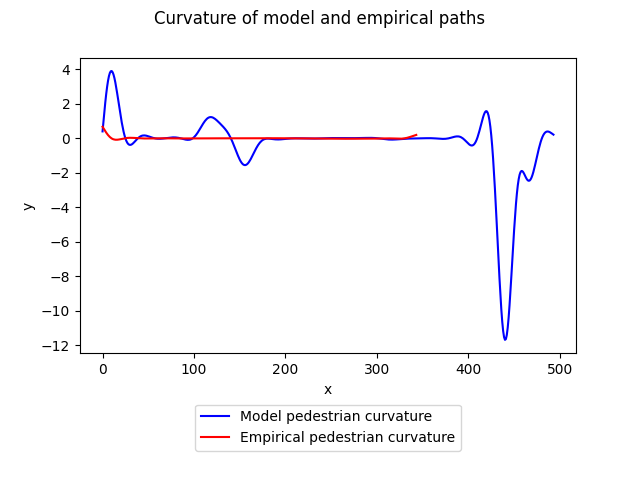 Curvature of model and empirical paths
4
2
0
−2
−4
−6
−8
−10
−12
y
0 100 200 300 400 500
x
Model pedestrian curvature
Empirical pedestrian curvature